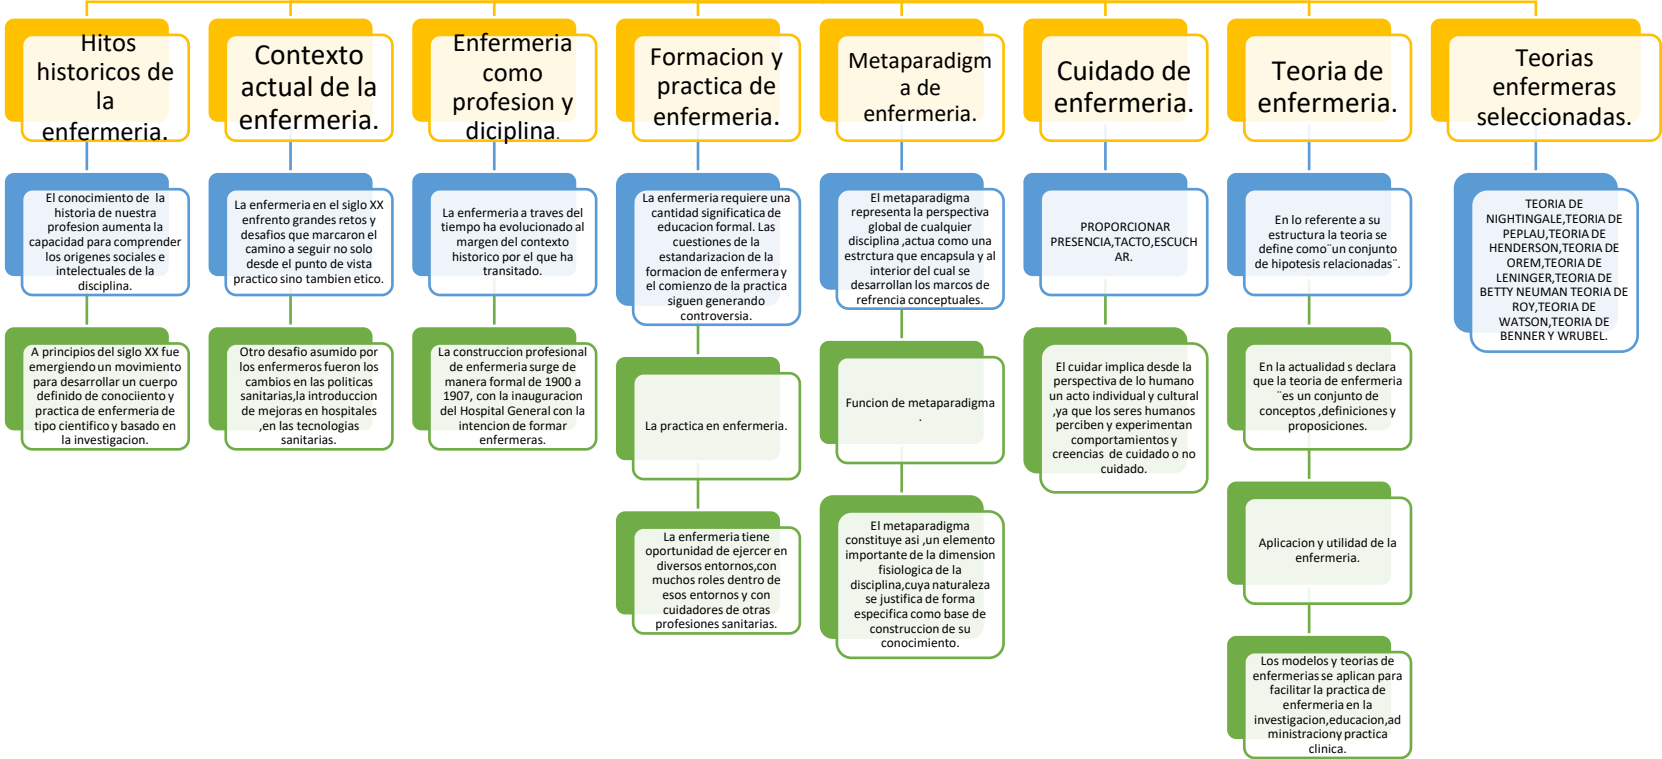 Hitos
historicos de
la
enfermeria.
Contexto
actual de la
enfermeria.
Enfermeria
como
profesion y
diciplina.
Formacion y
practica de
enfermeria.
Metaparadigm
a de
enfermeria.
Cuidado de
enfermeria.
Teoria de
enfermeria.
Teorias
enfermeras
seleccionadas.
El conocimiento de la
historia de nuestra
profesion aumenta la
capacidad para comprender
los origenes sociales e
intelectuales de la
disciplina.
La enfermeria en el siglo XX
enfrento grandes retos y
desafios que marcaron el
camino a seguir no solo
desde el punto de vista
practico sino tambien etico.
La enfermeria a traves del
tiempo ha evolucionado al
margen del contexto
historico por el que ha
transitado.
La enfermeria requiere una
cantidad significatica de
educacion formal. Las
cuestiones de la
estandarizacion de la
formacion de enfermera y
el comienzo de la practica
siguen generando
controversia.
El metaparadigma
representa la perspectiva
global de cualquier
disciplina ,actua como una
estrctura que encapsula y al
interior del cual se
desarrollan los marcos de
refrencia conceptuales.
PROPORCIONAR
PRESENCIA,TACTO,ESCUCH
AR.
En lo referente a su
estructura la teoria se
define como¨un conjunto
de hipotesis relacionadas¨.
TEORIA DE
NIGHTINGALE,TEORIA DE
PEPLAU,TEORIA DE
HENDERSON,TEORIA DE
OREM,TEORIA DE
LENINGER,TEORIA DE
BETTY NEUMAN TEORIA DE
ROY,TEORIA DE
WATSON,TEORIA DE
BENNER Y WRUBEL.
A principios del siglo XX fue
emergiendo un movimiento
para desarrollar un cuerpo
definido de conociiento y
practica de enfermeria de
tipo cientifico y basado en
la investigacion.
Otro desafio asumido por
los enfermeros fueron los
cambios en las politicas
sanitarias,la introduccion
de mejoras en hospitales
,en las tecnologias
sanitarias.
La construccion profesional
de enfermeria surge de
manera formal de 1900 a
1907, con la inauguracion
del Hospital General con la
intencion de formar
enfermeras.
La practica en enfermeria.
Funcion de metaparadigma
.
El cuidar implica desde la
perspectiva de lo humano
un acto individual y cultural
,ya que los seres humanos
perciben y experimentan
comportamientos y
creencias de cuidado o no
cuidado.
En la actualidad s declara
que la teoria de enfermeria
¨es un conjunto de
conceptos ,definiciones y
proposiciones.
La enfermeria tiene
oportunidad de ejercer en
diversos entornos,con
muchos roles dentro de
esos entornos y con
cuidadores de otras
profesiones sanitarias.
El metaparadigma
constituye asi ,un elemento
importante de la dimension
fisiologica de la
disciplina,cuya naturaleza
se justifica de forma
especifica como base de
construccion de su
conocimiento.
Aplicacion y utilidad de la
enfermeria.
Los modelos y teorias de
enfermerias se aplican para
facilitar la practica de
enfermeria en la
investigacion,educacion,ad
ministraciony practica
clinica.